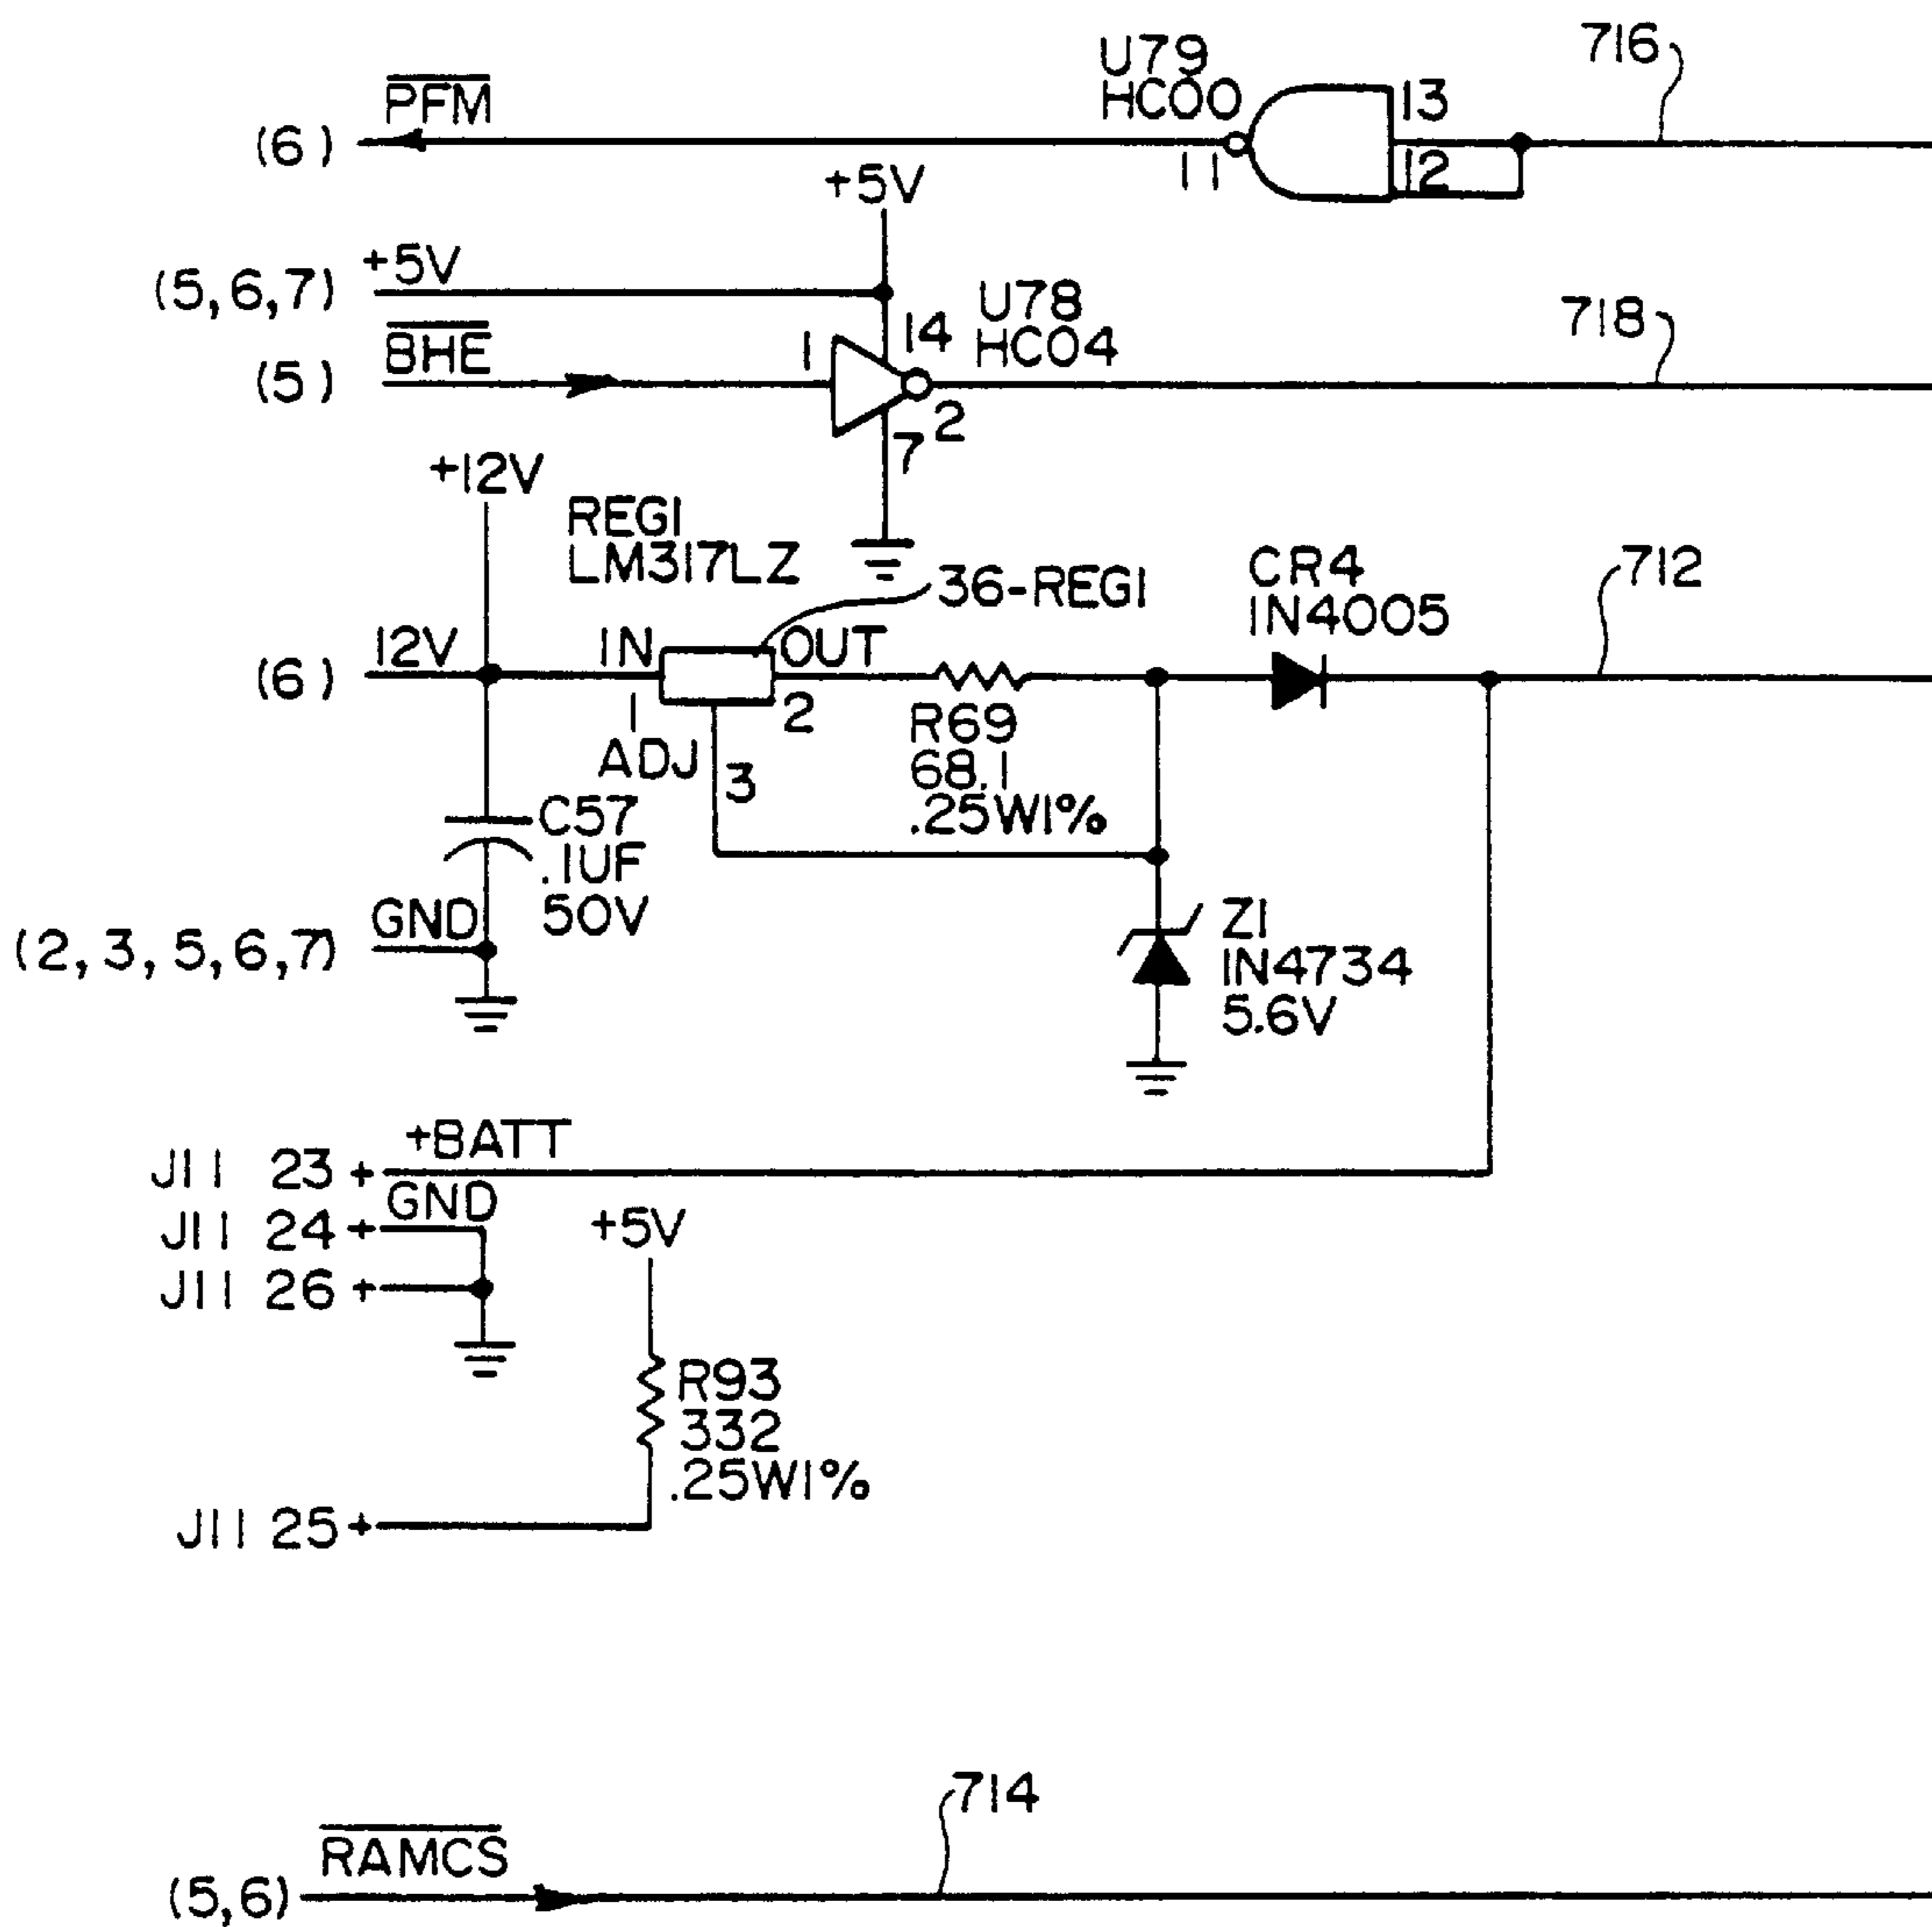 716
U79
HC00
13
12
11
PFM
(6)
+5V
(5,6,7)
+5V
U78
HC04
14
1
2
7
718
BHE
(5)
+12V
REG1
LM317LZ
36-REG1
CR4
1N4005
712
(6)
12V
IN
OUT
1
2
ADJ
3
R69
68.1
.25W1%
C57
.1UF
50V
GND
(2,3,5,6,7)
Z1
1N4734
5.6V
+BATT
J11 23 +
GND
J11 24 +
J11 26 +
+5V
R93
332
.25W1%
J11 25 +
714
RAMCS
(5,6)